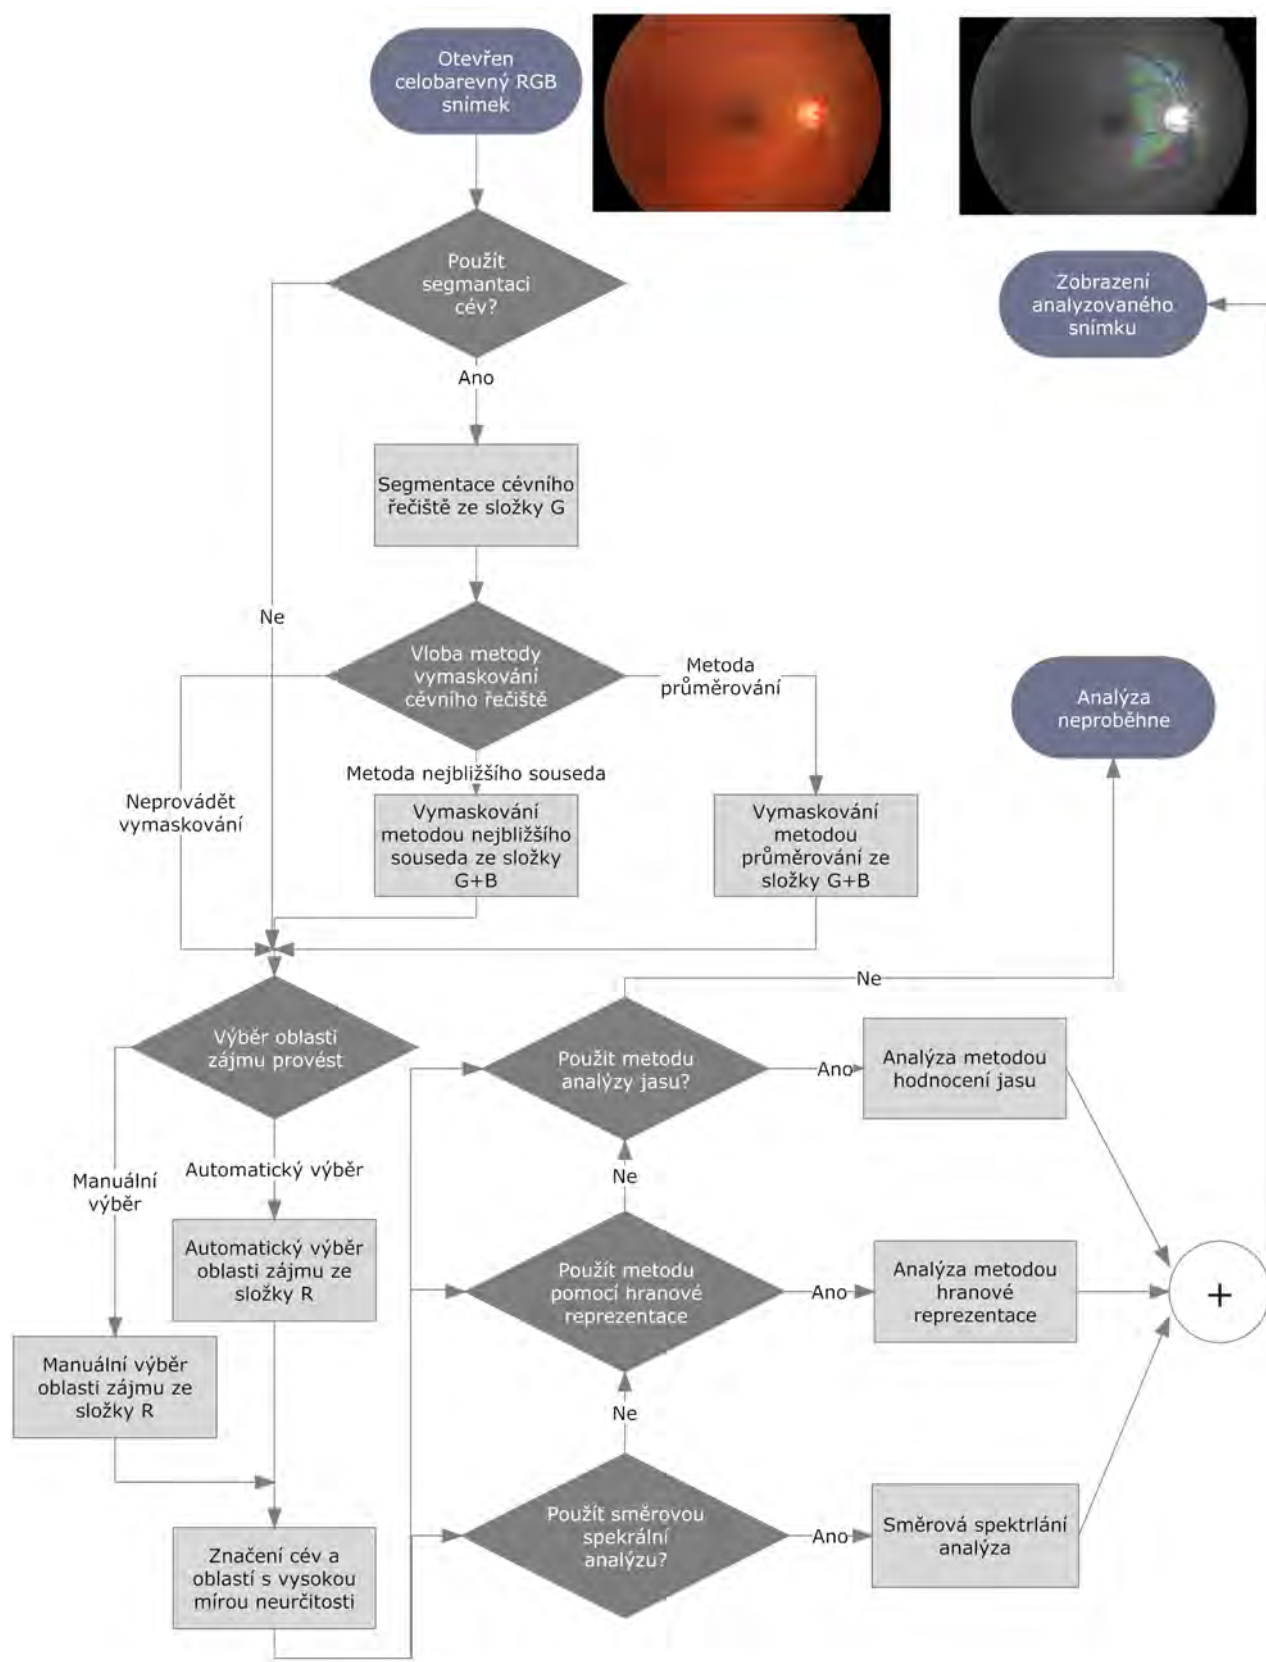 Otevřen
celobarevný RGB
snímek
Použít
segmantaci
cév?
Zobrazení
analyzovaného
snímku
Ano
Segmentace cévního
řečiště ze složky G
Ne
Vloba metody
vymaskování
cévního řečiště
Metoda
průměrování
Analýza
neproběhne
Metoda nejbližšího souseda
Neprovádět
vymaskování
Vymaskování
metodou nejbližšího
souseda ze složky
G+B
Vymaskování
metodou
průměrování ze
složky G+B
Ne
Výběr oblasti
zájmu provést
Použit metodu
analýzy jasu?
Ano
Analýza metodou
hodnocení jasu
Manuální
výběr
Automatický výběr
Ne
Automatický výběr
oblasti zájmu ze
složky R
Použít metodu
pomocí hranové
reprezentace
Ano
Analýza metodou
hranové
reprezentace
+
Manuální výběr
oblasti zájmu ze
složky R
Ne
Použít směrovou
spekrální
analýzu?
Ano
Směrová spektrlání
analýza
Značení cév a
oblastí s vysokou
mírou neurčitosti